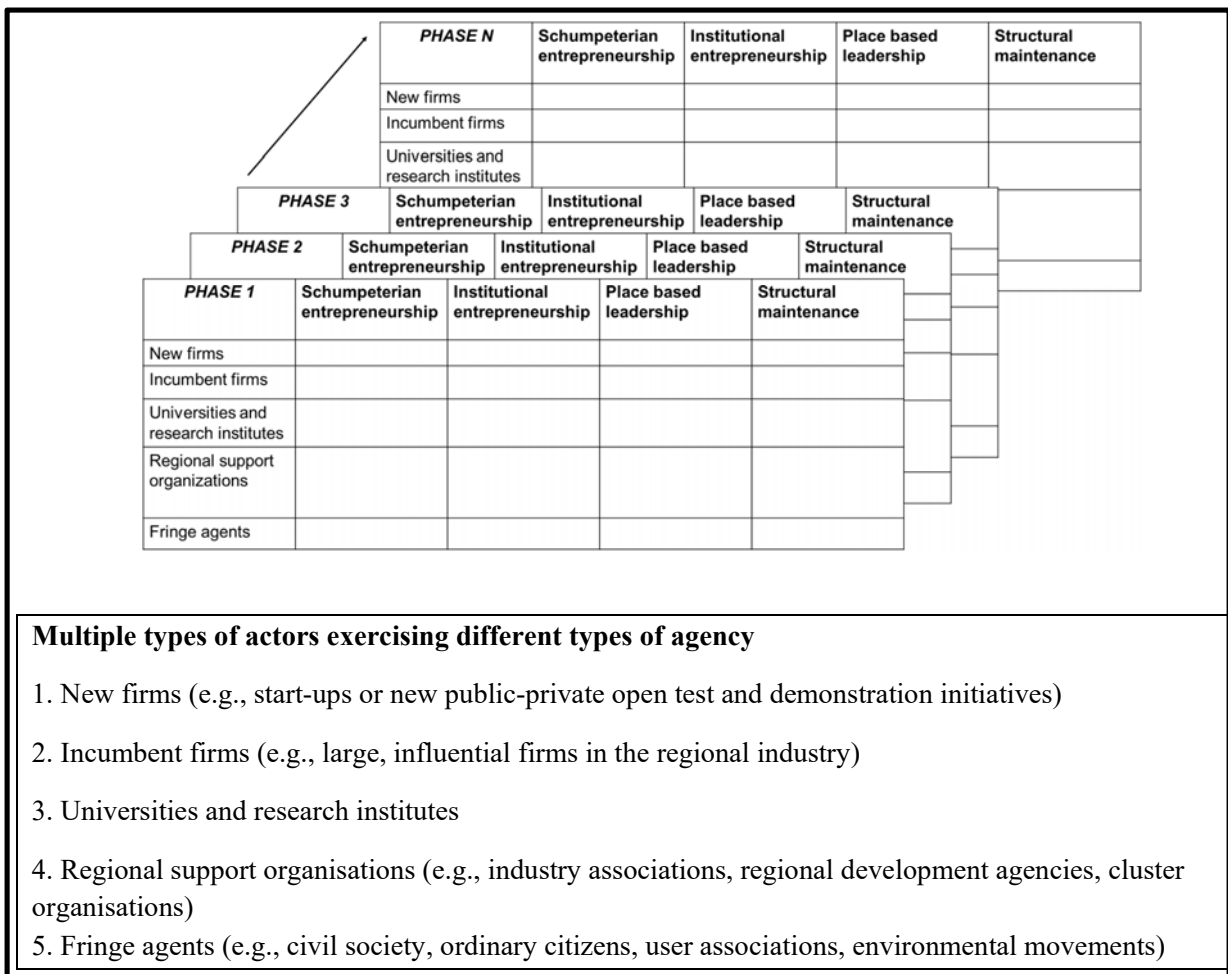 PHASE N Schumpeterian entrepreneurship Institutional entrepreneurship Place based leadership Structural maintenance
New firms
Incumbent firms
Universities and
research institutes
PHASE 3 Schumpeterian entrepreneurship Institutional entrepreneurship Place based leadership Structural maintenance
PHASE 2 Schumpeterian entrepreneurship Institutional entrepreneurship Place based leadership Structural maintenance
PHASE 1 Schumpeterian entrepreneurship Institutional entrepreneurship Place based leadership Structural maintenance
New firms
Incumbent firms
Universities and
research institutes
Regional support
organizations
Fringe agents
Multiple types of actors exercising different types of agency
1. New firms (e.g., start-ups or new public-private open test and demonstration initiatives)
2. Incumbent firms (e.g., large, influential firms in the regional industry)
3. Universities and research institutes
4. Regional support organisations (e.g., industry associations, regional development agencies, cluster
organisations)
5. Fringe agents (e.g., civil society, ordinary citizens, user associations, environmental movements)